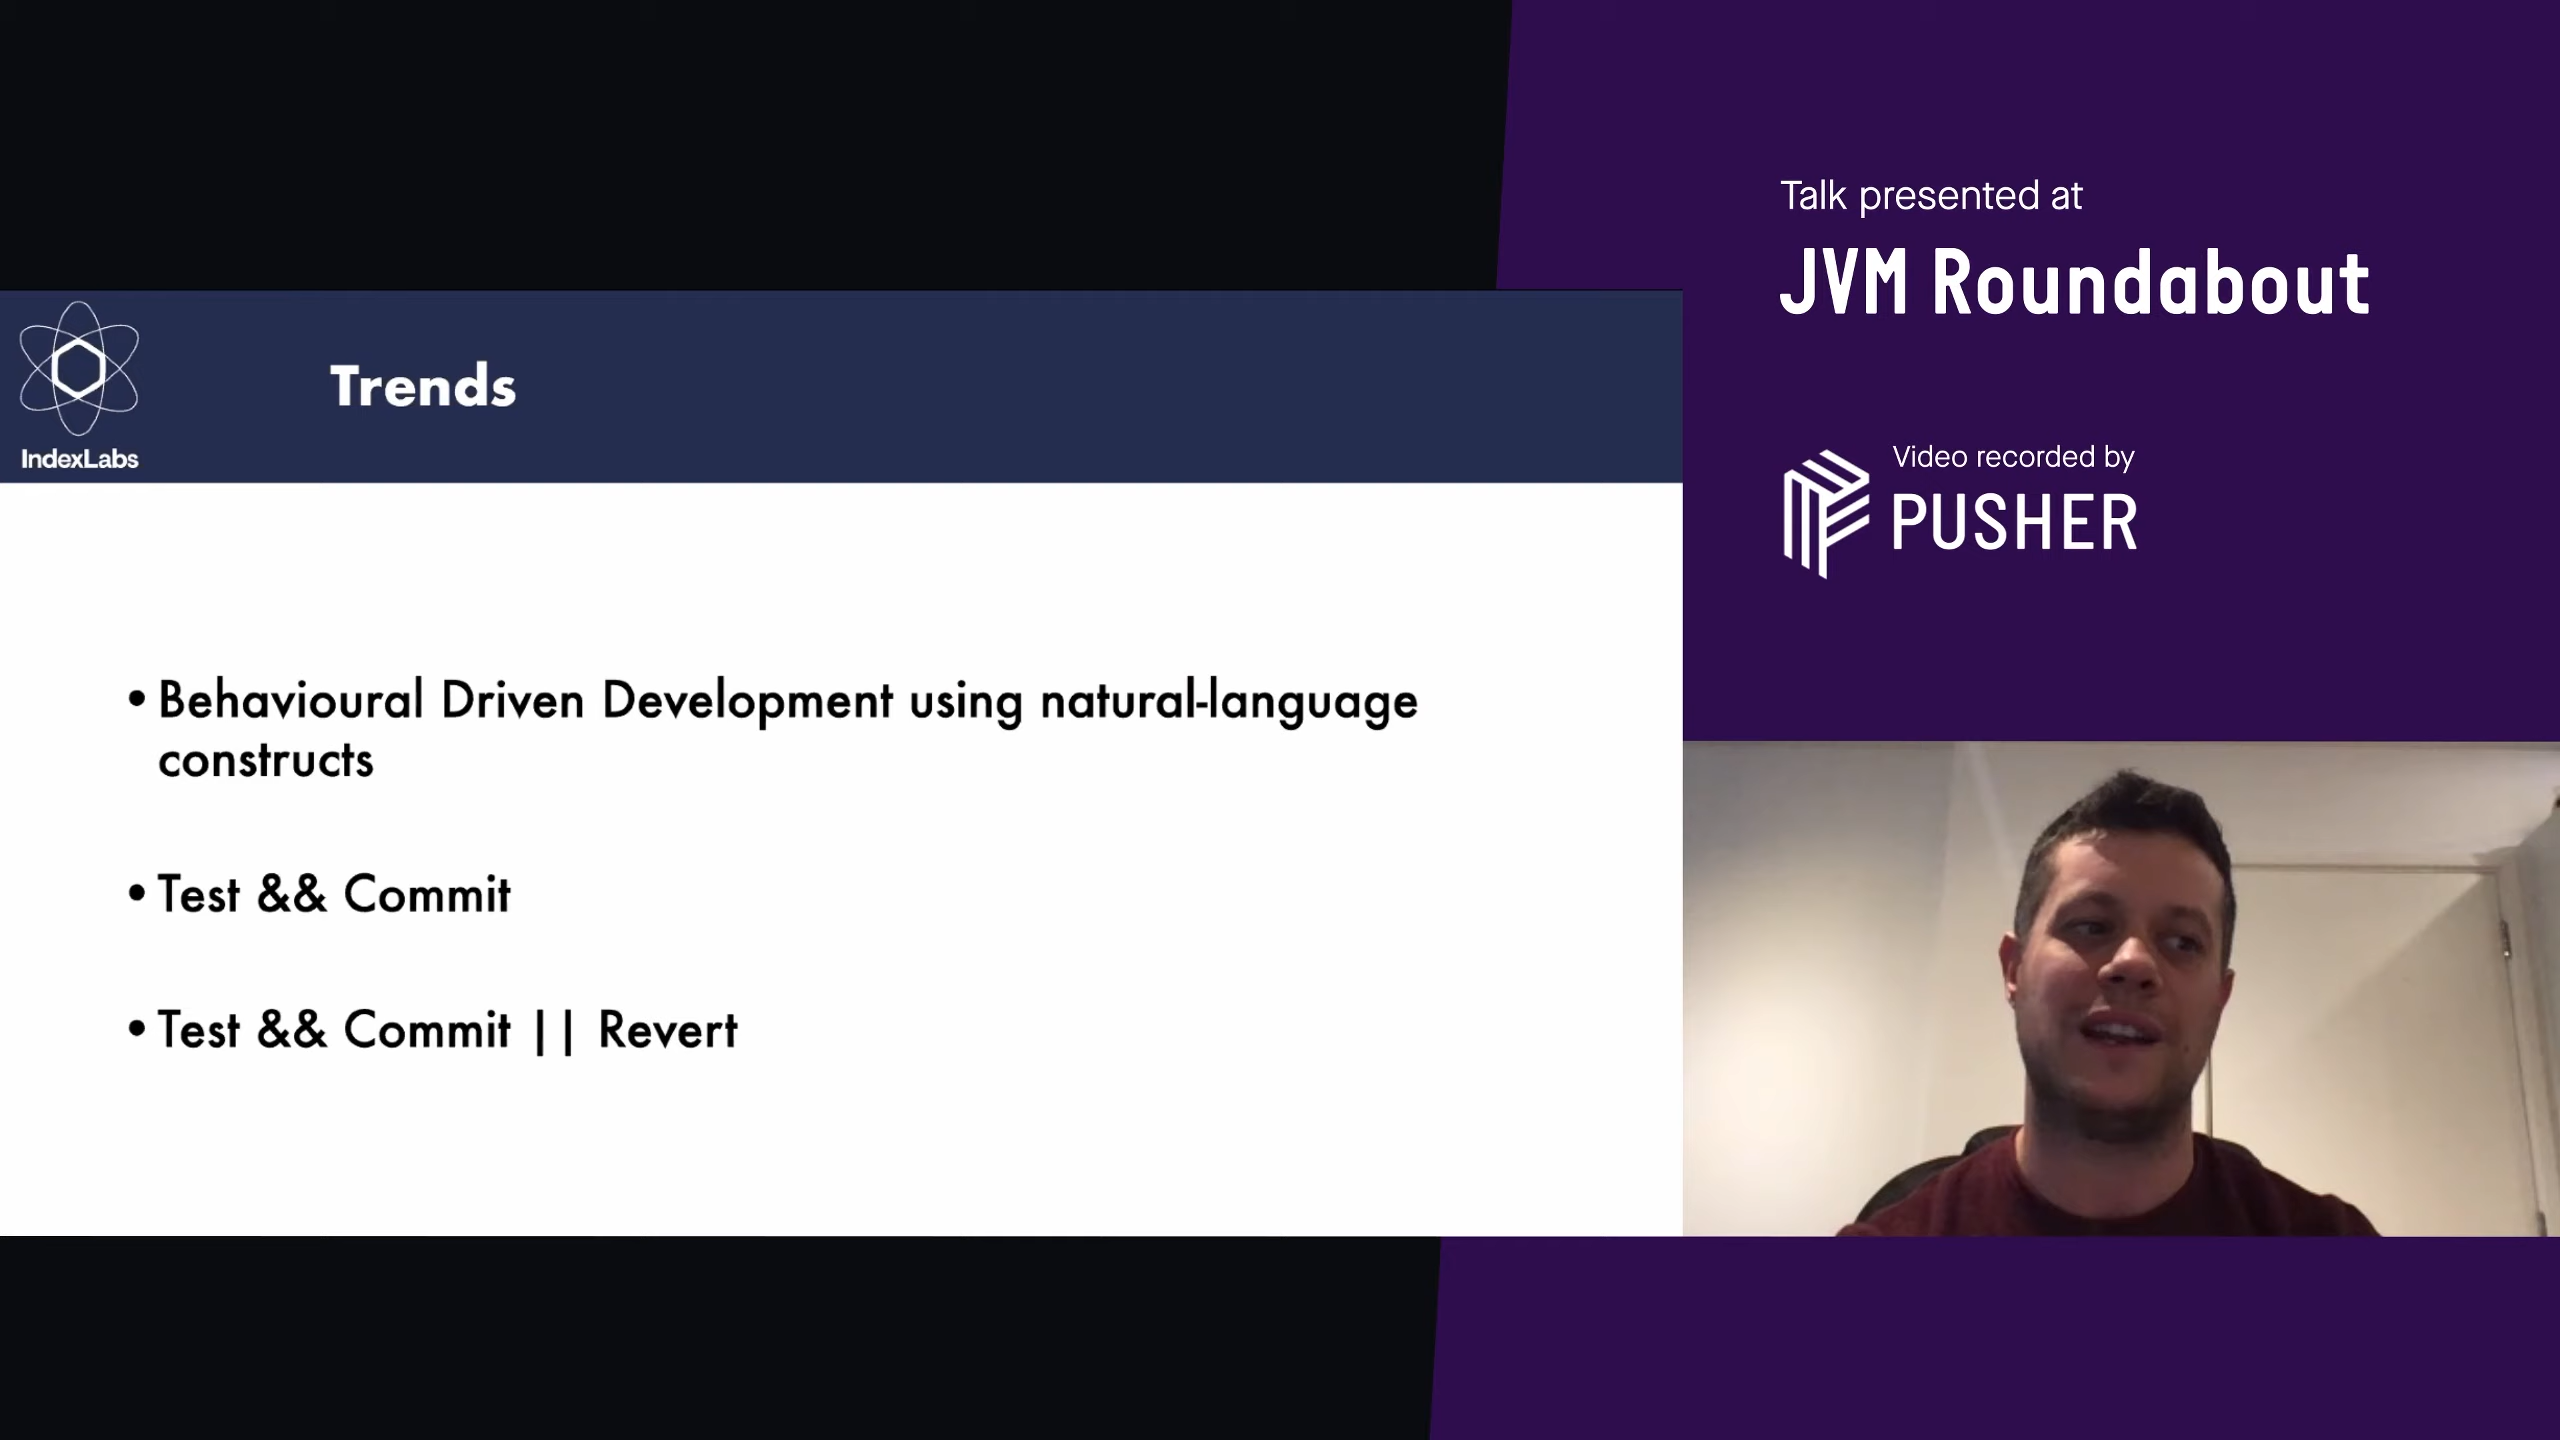 IndexLabs
Trends
• Behavioural Driven Development using natural-language
constructs
• Test && Commit
• Test && Commit || Revert
Talk presented at
JVM Roundabout
Video recorded by
PUSHER